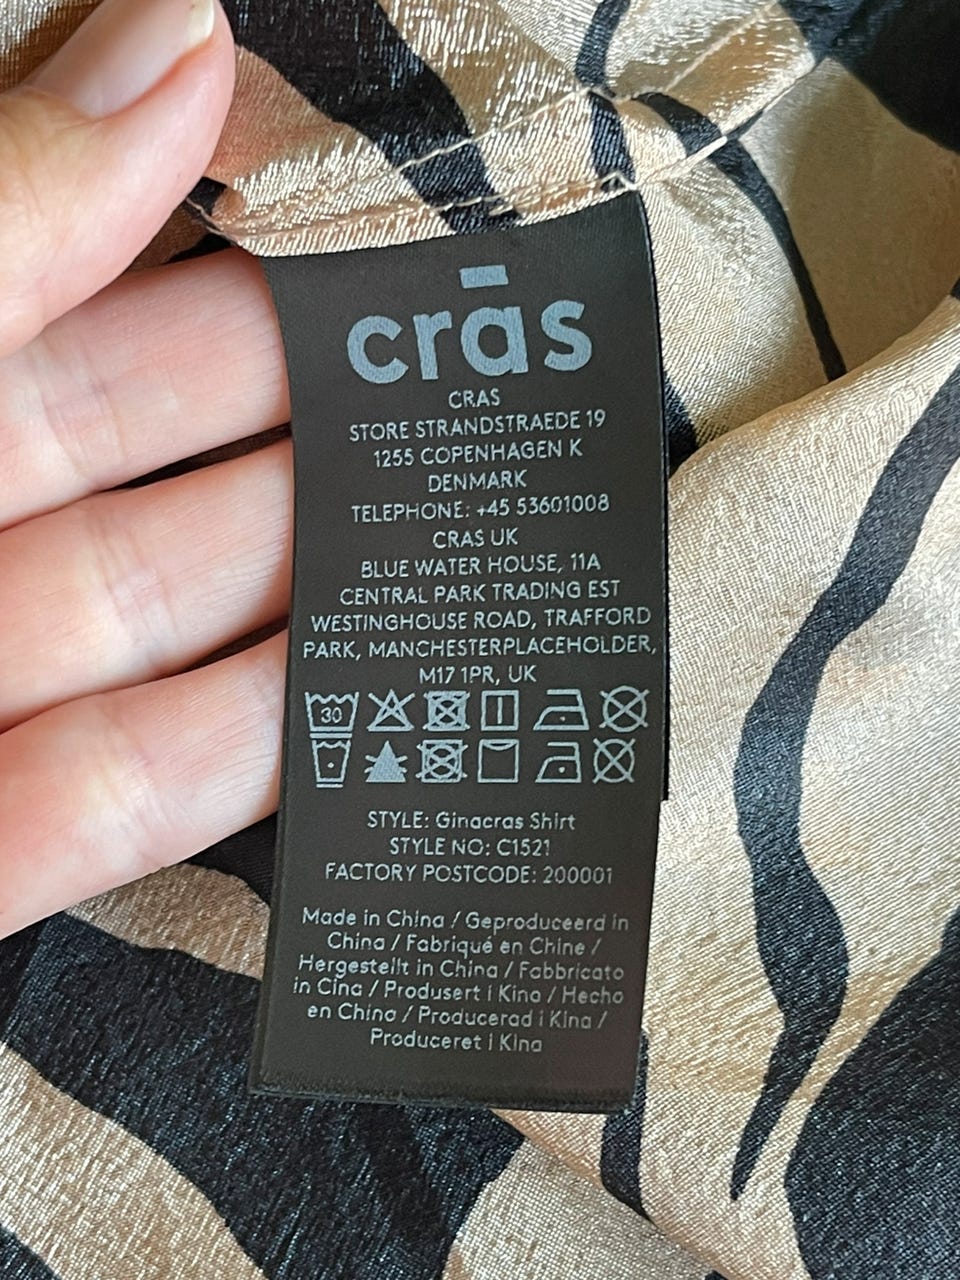 crās
CRAS
STORE STRANDSTRAEDE 19
1255 COPENHAGEN K
DENMARK
TELEPHONE: +45 53601008
CRAS UK
BLUE WATER HOUSE, 11A
CENTRAL PARK TRADING EST
WESTINGHOUSE ROAD, TRAFFORD
PARK, MANCHESTERPLACEHOLDER,
M17 1PR, UK
30
STYLE: Ginacras Shirt
STYLE NO: C1521
FACTORY POSTCODE: 200001
Made in China / Geproduceerd in
China / Fabriqué en Chine /
Hergestellt in China / Fabbricato
in Cina / Produsert i Kina / Hecho
en China / Producerad i Kina /
Produceret i Kina